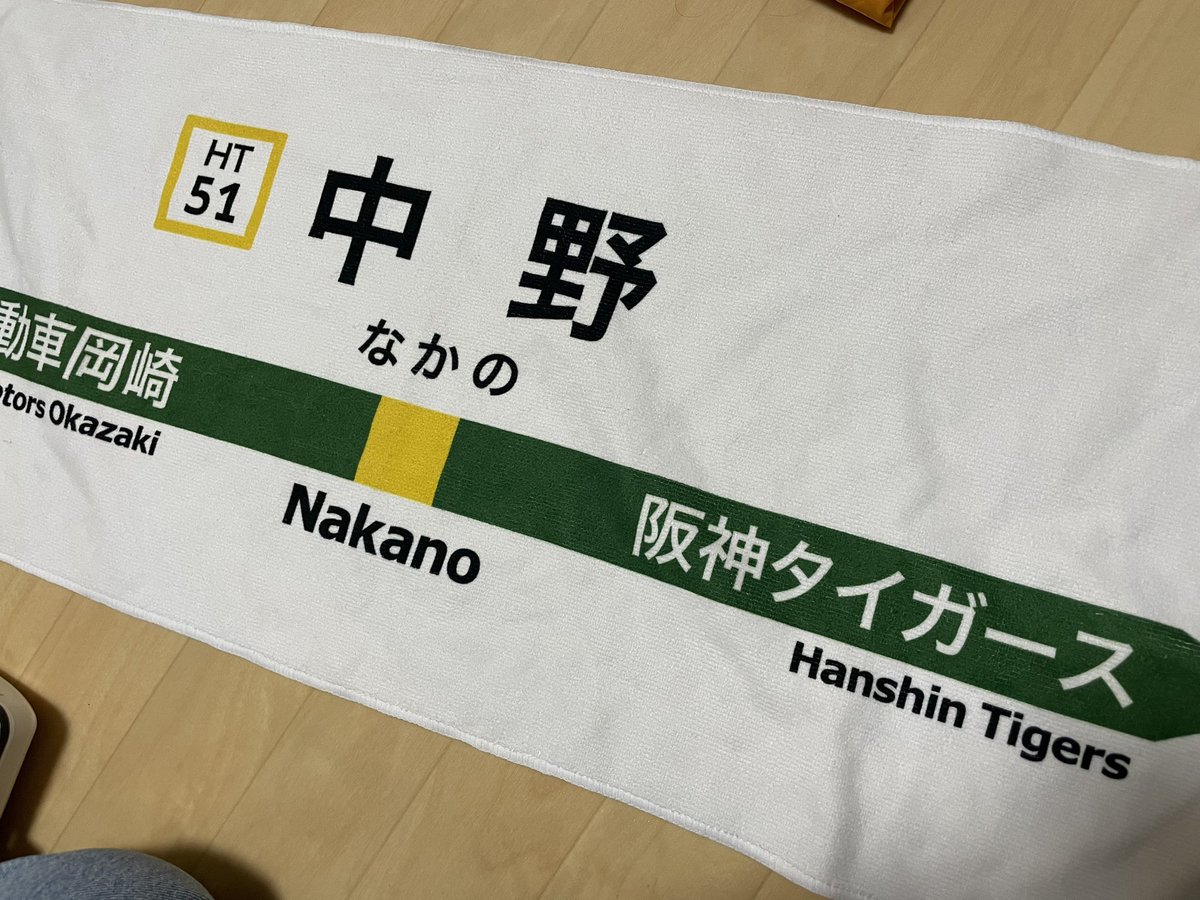 HT
51
中野
なかの
動車岡崎
阪神タイガース
otors Okazaki
Nakano
Hanshin Tigers